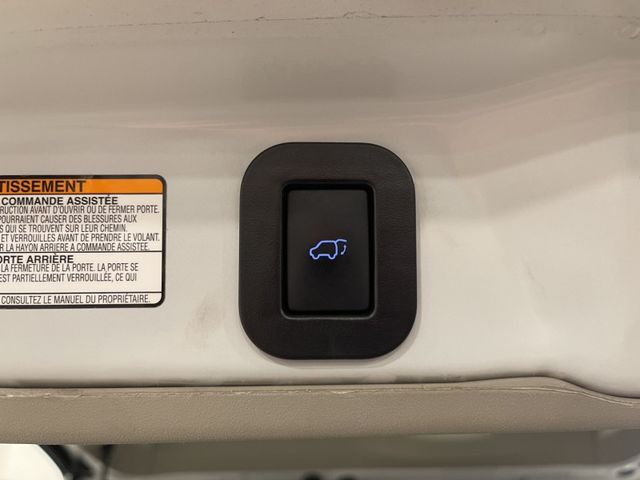 TISSEMENT
COMMANDE ASSISTÉE
RUCTION AVANT D'OUVRIR OU DE FERMER PORTE.
POURRAIENT CAUSER DES BLESSURES AUX
S QUI SE TROUVENT SUR LEUR CHEMIN.
ET VERROUILLES AVANT DE PRENDRE LE VOLANT.
R LA HAYON ARRIERE A COMMANDE ASSISTÉE.
ORTE ARRIÈRE
LA FERMETURE DE LA PORTE. LA PORTE SE
EST PARTIELLEMENT VERROUILLÉE, CE QUI
CONSULTEZ LE MANUEL DU PROPRIÉTAIRE.